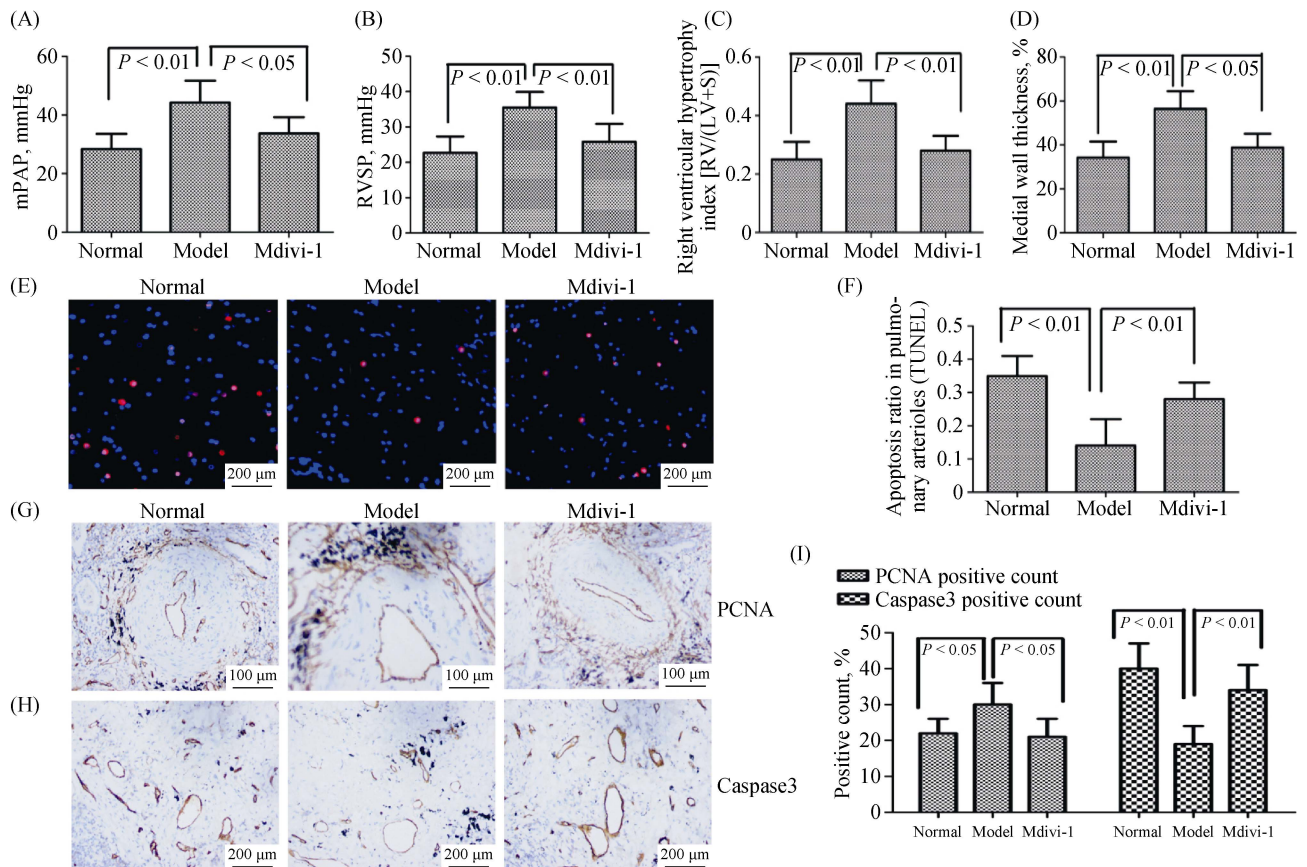 (A)
mPAP, mmHg
60
40
20
0
P < 0.01
P < 0.05
Normal Model Mdivi-1
(B)
RVSP, mmHg
50
40
30
20
10
0
P < 0.01
P < 0.01
Normal Model Mdivi-1
(C)
Right ventricular hypertrophy
index [RV/(LV+S)]
0.6
0.4
0.2
0
P < 0.01
P < 0.01
Normal Model Mdivi-1
(D)
Medial wall thickness, %
80
60
40
20
0
P < 0.01
P < 0.05
Normal Model Mdivi-1
(E)
Normal Model Mdivi-1
200 μm 200 μm 200 μm
(F)
Apoptosis ratio in pulmo-
nary arterioles (TUNEL)
0.5
0.4
0.3
0.2
0.1
0
P < 0.01
P < 0.01
Normal Model Mdivi-1
(G)
Normal Model Mdivi-1
PCNA
100 μm 100 μm 100 μm
(H)
Caspase3
200 μm 200 μm 200 μm
(I)
PCNA positive count
Caspase3 positive count
Positive count, %
50
40
30
20
10
0
P < 0.05
P < 0.05
P < 0.01
P < 0.01
Normal Model Mdivi-1 Normal Model Mdivi-1